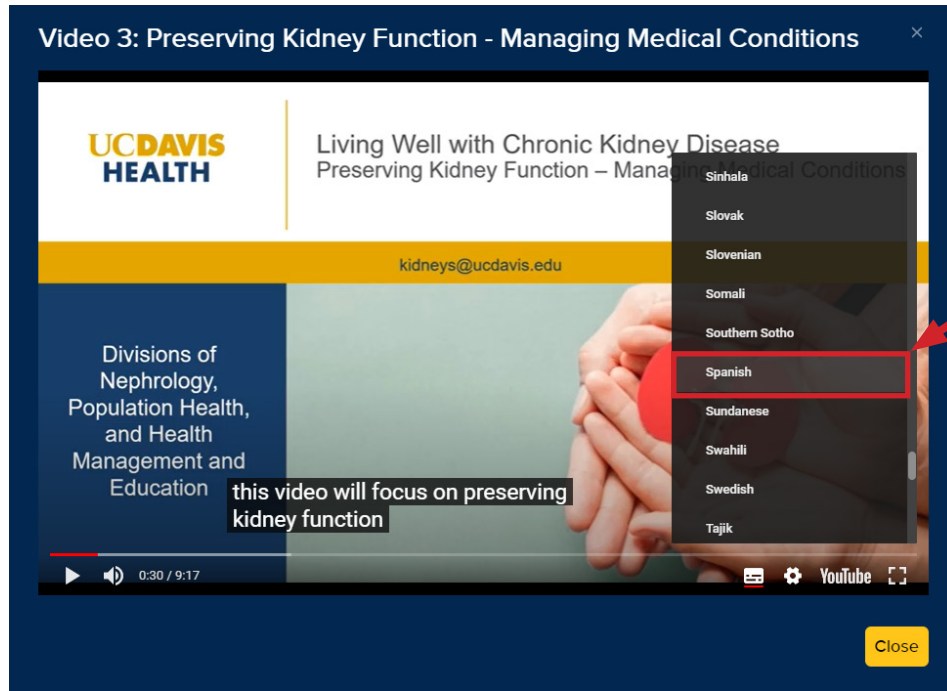 Video 3: Preserving Kidney Function - Managing Medical Conditions
×
UCDAVIS
HEALTH
Living Well with Chronic Kidney Disease
Preserving Kidney Function – Managing Medical Conditions
kidneys@ucdavis.edu
Divisions of
Nephrology,
Population Health,
and Health
Management and
Education
this video will focus on preserving
kidney function
Sinhala
Slovak
Slovenian
Somali
Southern Sotho
Spanish
Sundanese
Swahili
Swedish
Tajik
0:30 / 9:17
YouTube
Close